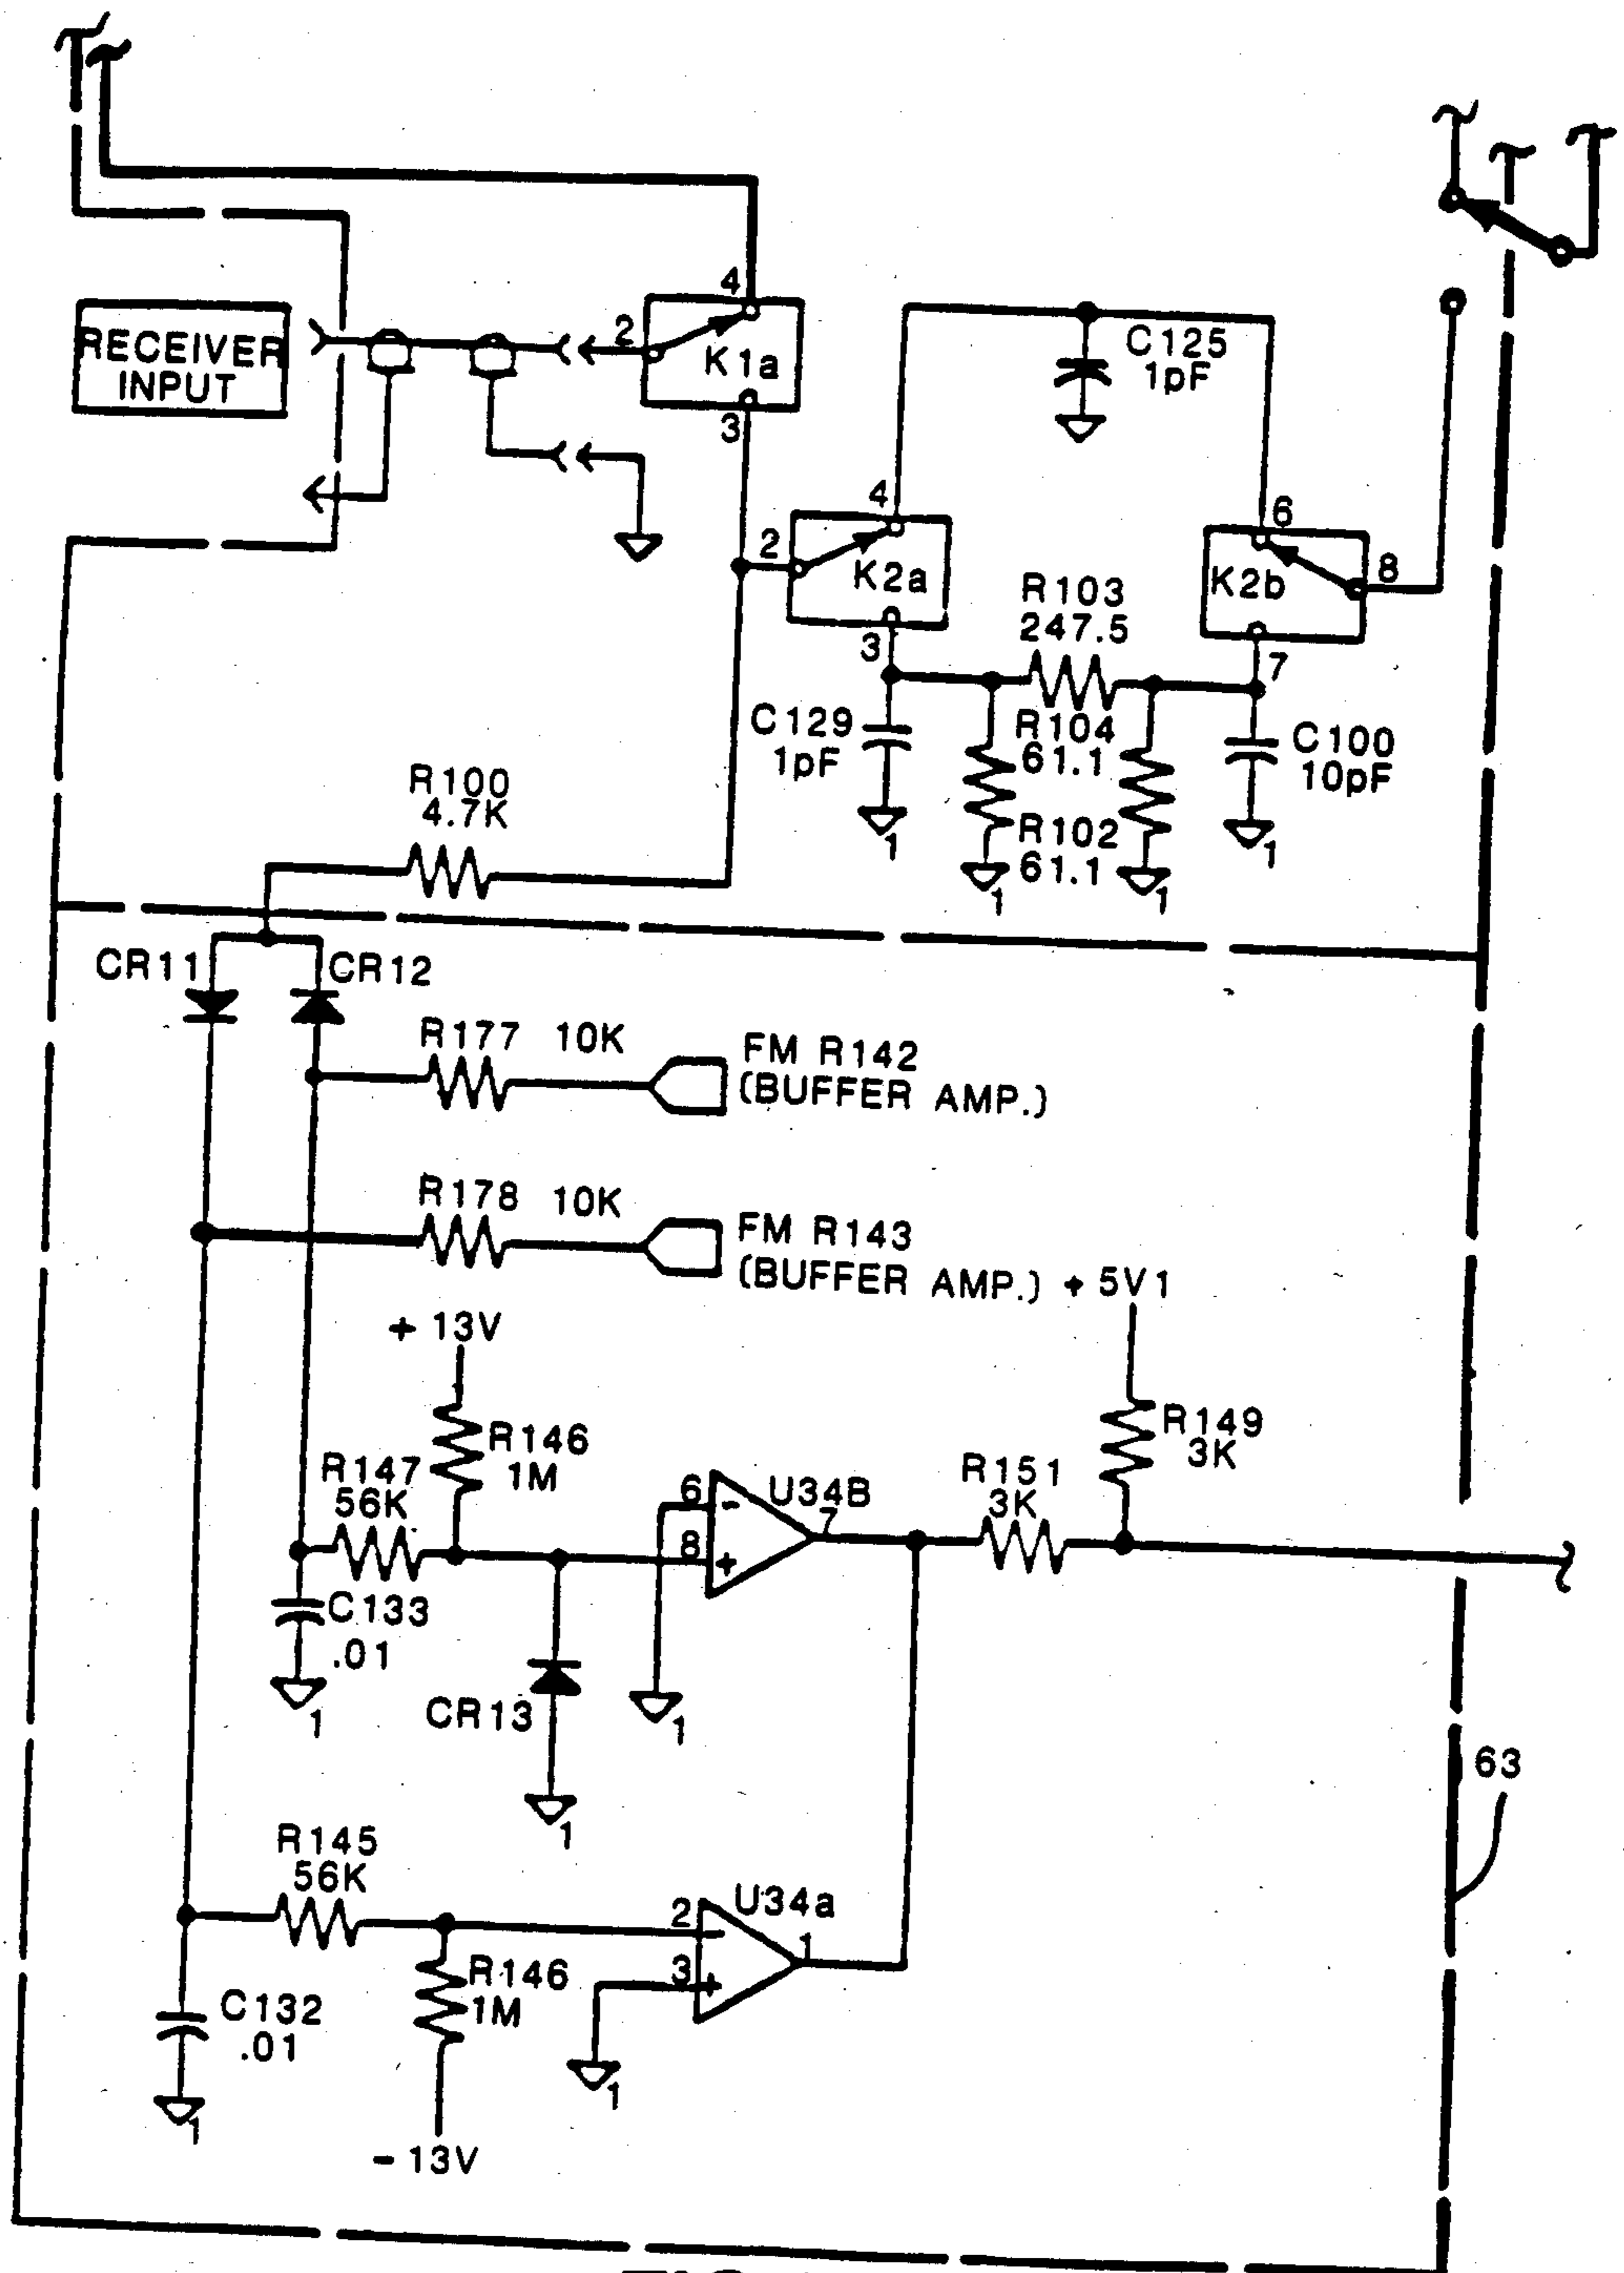 4
RECEIVER
INPUT
2
K1a
3
C125
1pF
4
2
K2a
3
6
K2b
8
7
R103
247.5
C129
1pF
1
R104
61.1
R102
61.1
1
1
C100
10pF
1
R100
4.7K
CR11
CR12
R177 10K
FM R142
(BUFFER AMP.)
R178 10K
FM R143
(BUFFER AMP.)
+ 5V1
+ 13V
R146
1M
R147
56K
R149
3K
R151
3K
6
-
U34B
7
8
+
C133
.01
1
CR13
1
1
63
R145
56K
U34a
2
-
1
3
+
R146
1M
C132
.01
1
1
- 13V